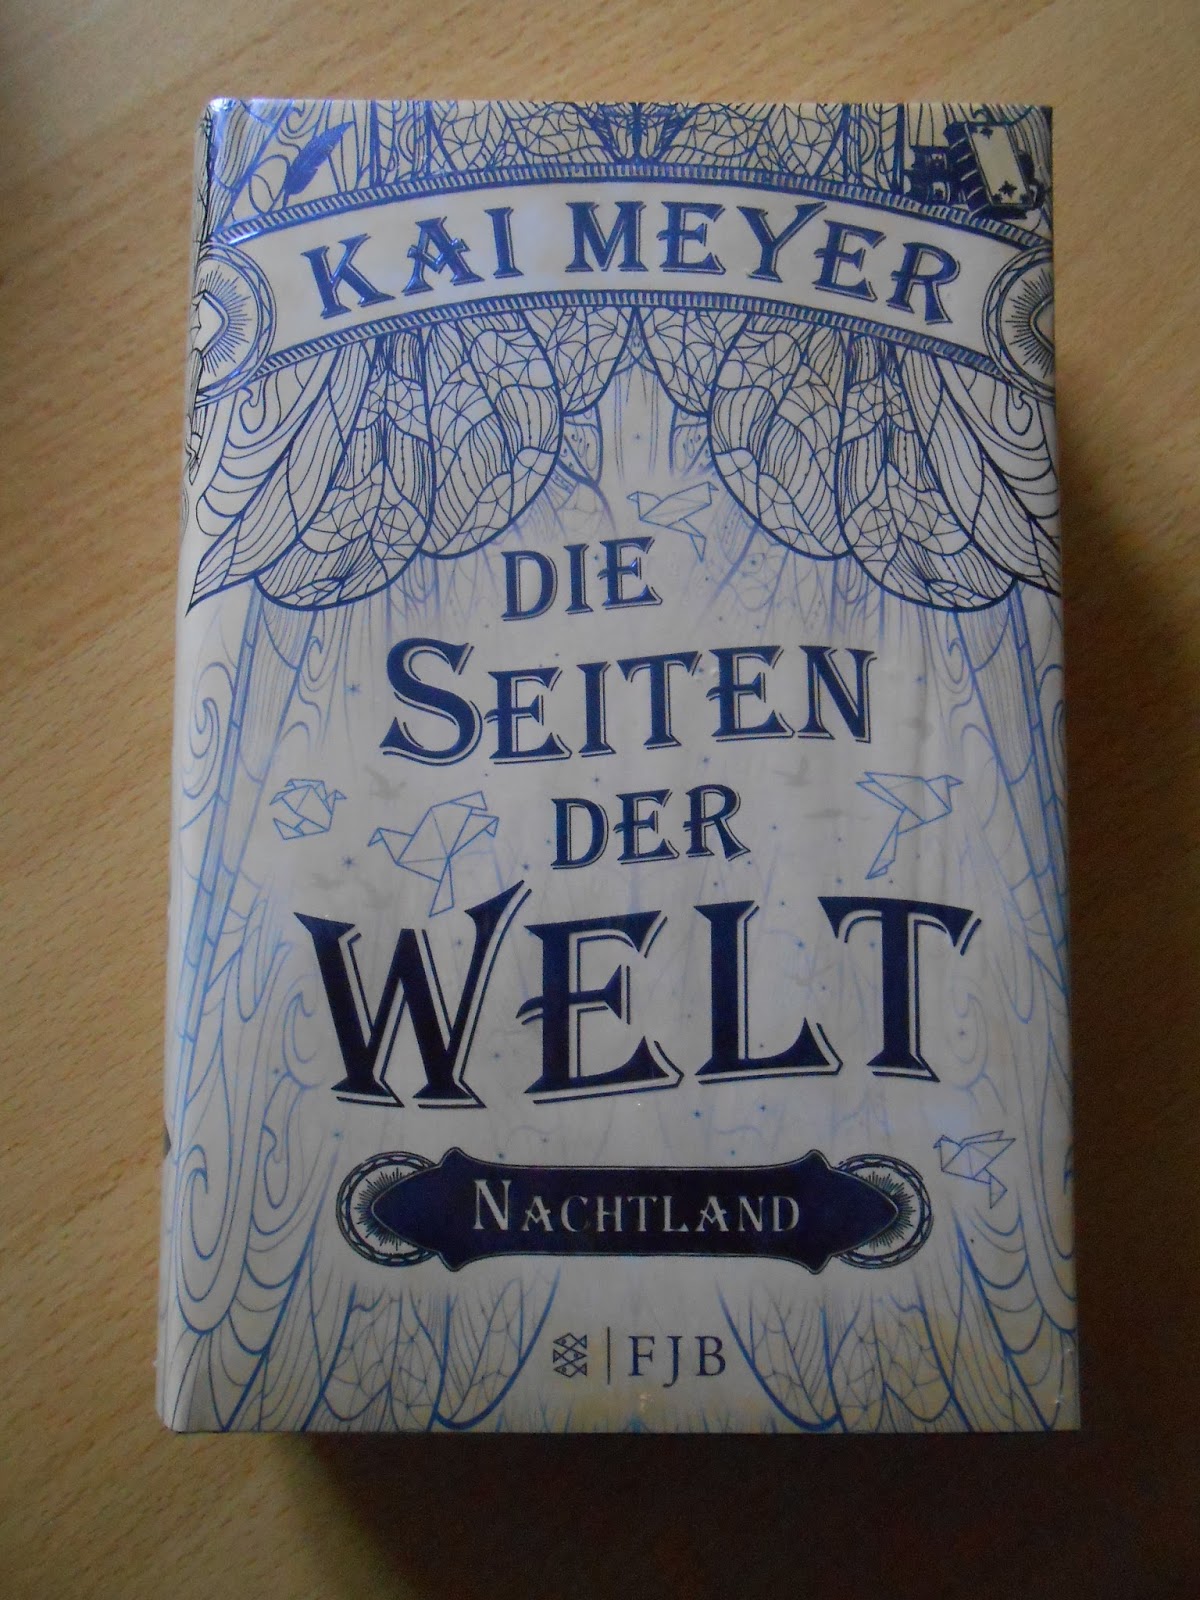 KAI MEYER
DIE
SEITEN
DER
WELT
NACHTLAND
FJB